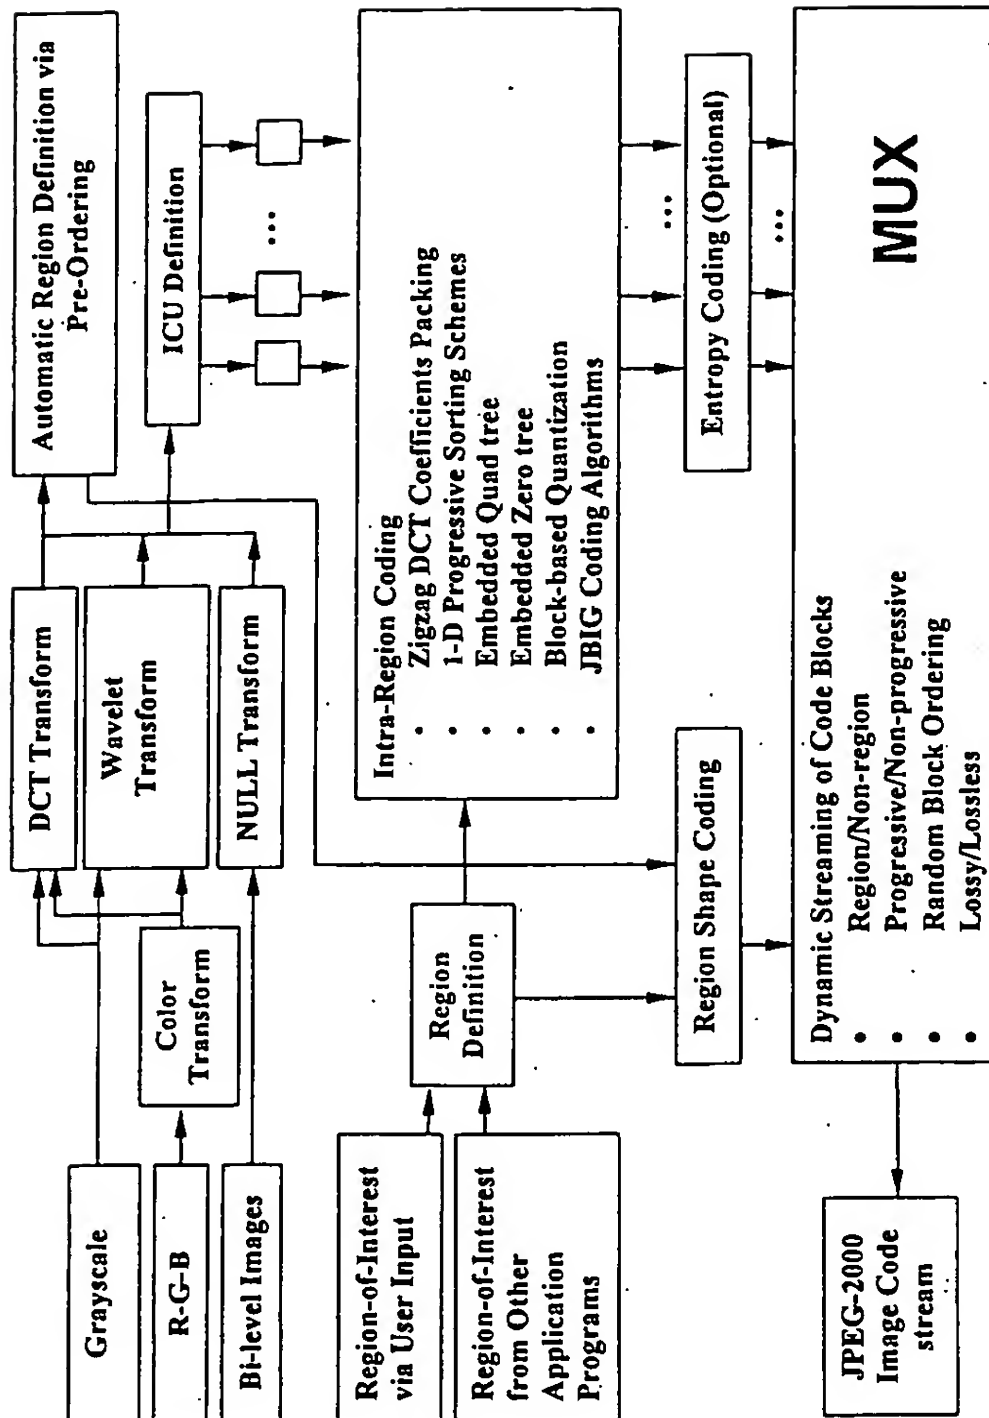 Grayscale
R-G-B
Bi-level Images
Color
Transform
DCT Transform
Wavelet
Transform
NULL Transform
Automatic Region Definition via
Pre-Ordering
ICU Definition
...
Region-of-Interest
via User Input
Region-of-Interest
from Other
Application
Programs
Region
Definition
Intra-Region Coding
• Zigzag DCT Coefficients Packing
• 1-D Progressive Sorting Schemes
• Embedded Quad tree
• Embedded Zero tree
• Block-based Quantization
• JBIG Coding Algorithms
...
Region Shape Coding
Entropy Coding (Optional)
...
Dynamic Streaming of Code Blocks
• Region/Non-region
• Progressive/Non-progressive
• Random Block Ordering
• Lossy/Lossless
MUX
JPEG-2000
Image Code
stream